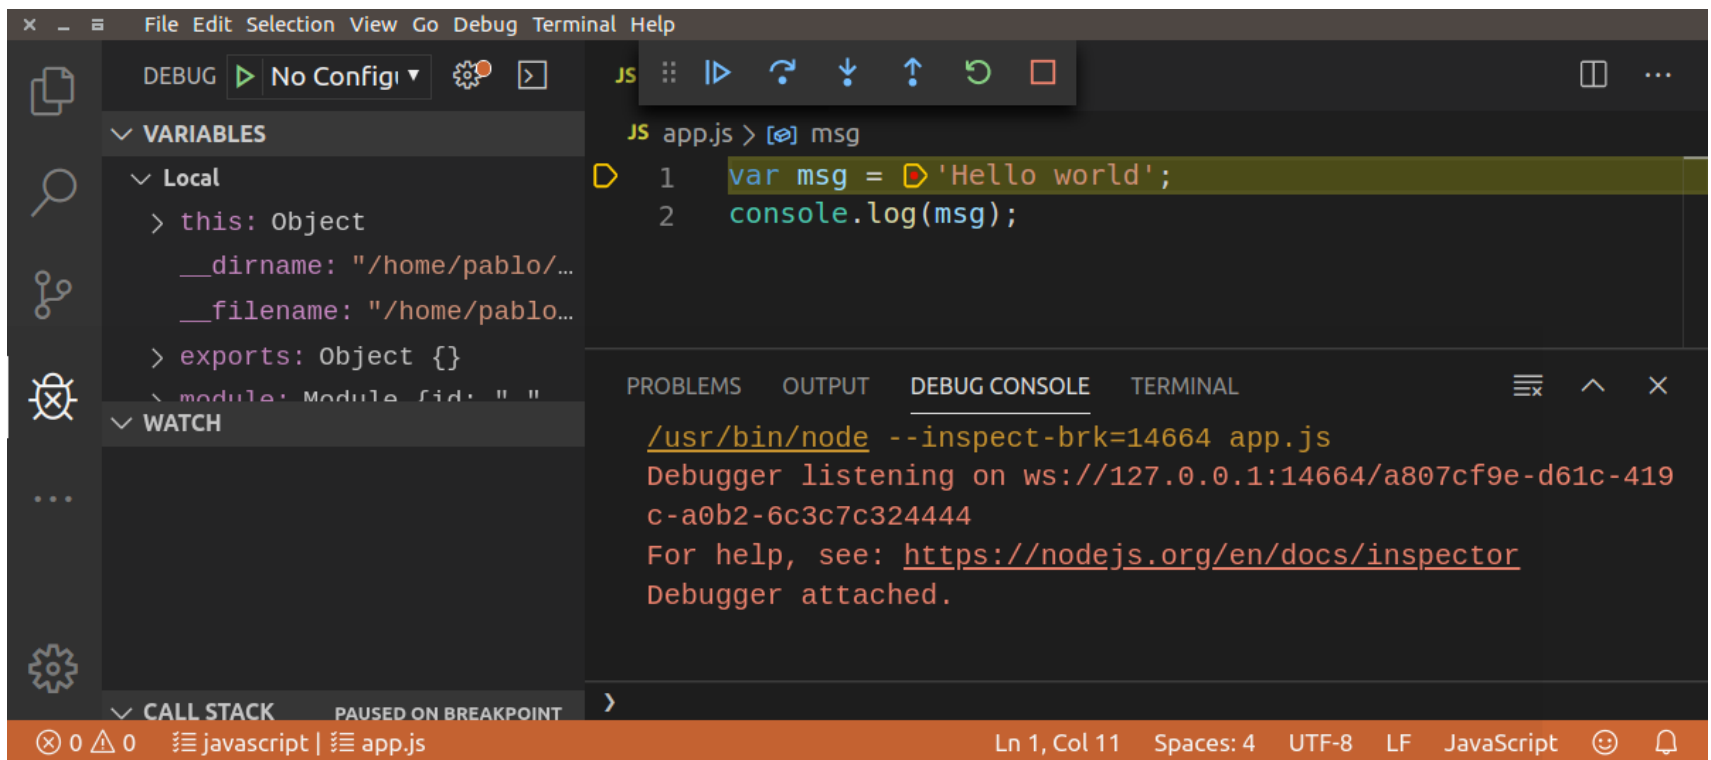 File Edit Selection View Go Debug Terminal Help
DEBUG No Config
VARIABLES
Local
this: Object
__dirname: "/home/pablo/…
__filename: "/home/pablo…
exports: Object {}
module: Module {id: "."
WATCH
CALL STACK PAUSED ON BREAKPOINT
JS
JS app.js > msg
1 var msg = 'Hello world';
2 console.log(msg);
PROBLEMS OUTPUT DEBUG CONSOLE TERMINAL
/usr/bin/node --inspect-brk=14664 app.js
Debugger listening on ws://127.0.0.1:14664/a807cf9e-d61c-419
c-a0b2-6c3c7c324444
For help, see: https://nodejs.org/en/docs/inspector
Debugger attached.
0 0 javascript | app.js Ln 1, Col 11 Spaces: 4 UTF-8 LF JavaScript